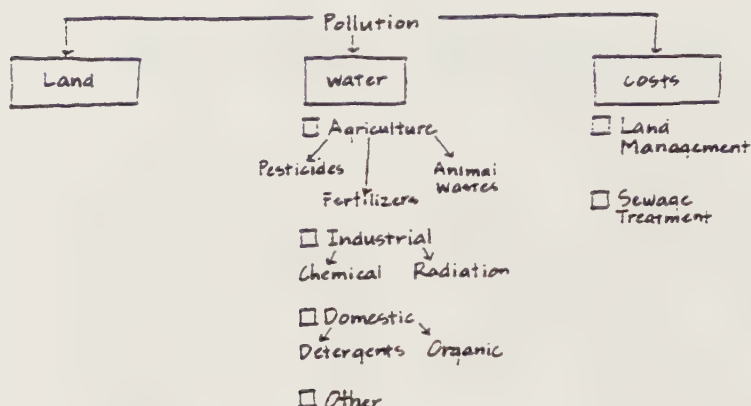 Pollution
Land
water
costs
Agriculture
Pesticides
Fertilizers
Animal
Wastes
Industrial
Chemical Radiation
Domestic
Detergents Organic
Other
Land
Management
Sewage
Treatment